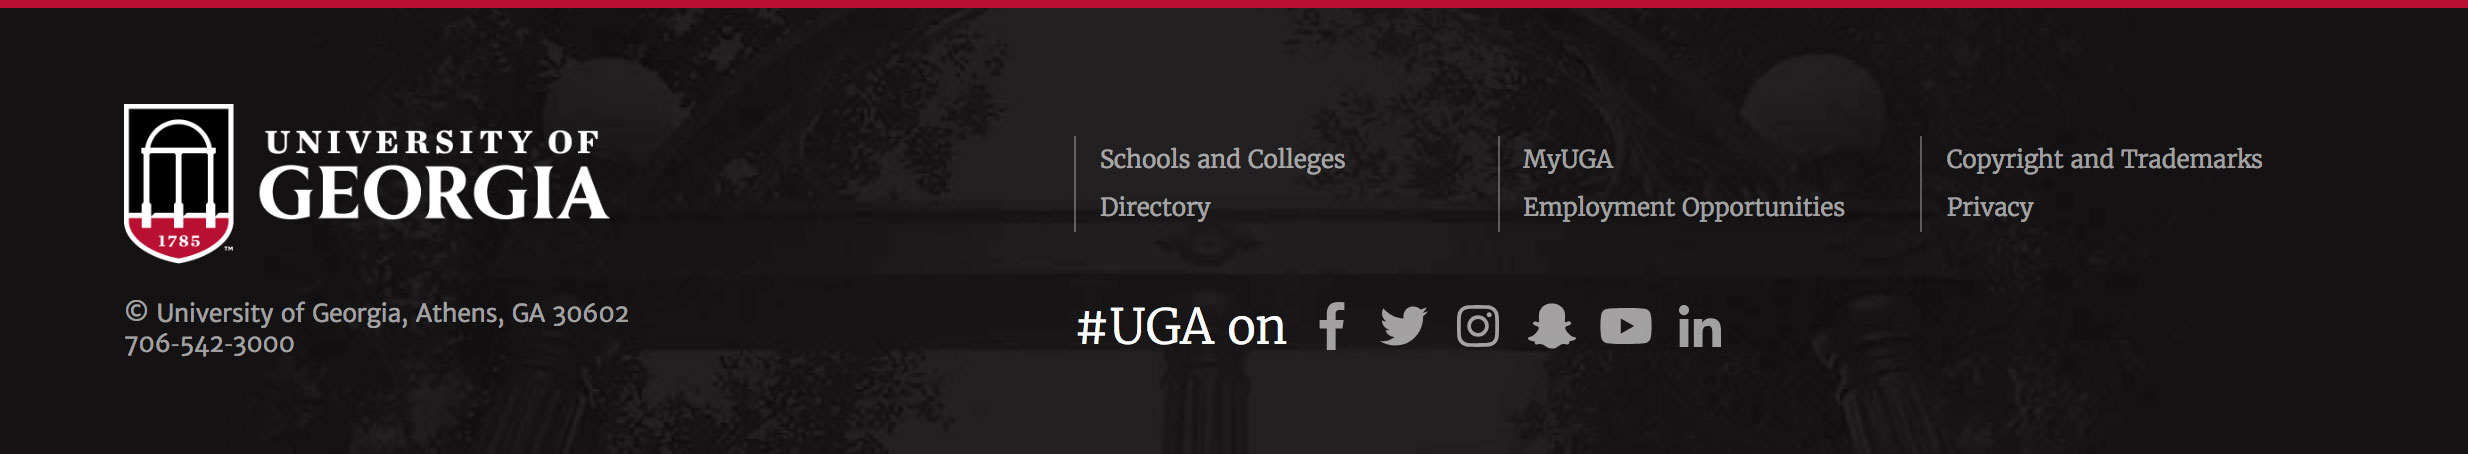 UNIVERSITY OF
GEORGIA
1785
™
© University of Georgia, Athens, GA 30602
706-542-3000
Schools and Colleges
Directory
MyUGA
Employment Opportunities
Copyright and Trademarks
Privacy
#UGA on